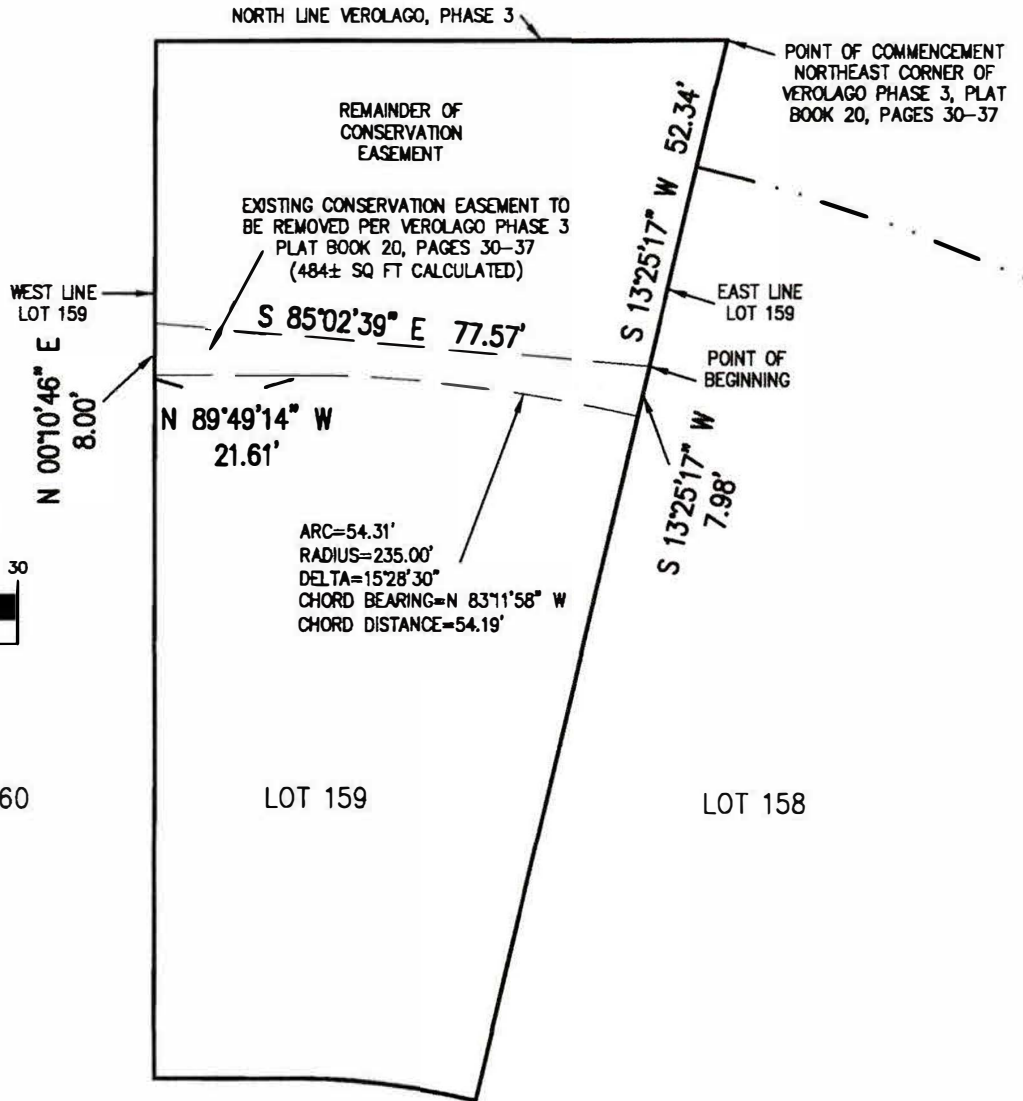 NORTH LINE VEROLAGO, PHASE 3
POINT OF COMMENCEMENT
NORTHEAST CORNER OF
VEROLAGO PHASE 3, PLAT
BOOK 20, PAGES 30-37
REMAINDER OF
CONSERVATION
EASEMENT
S 13°25'17" W 52.34'
EXISTING CONSERVATION EASEMENT TO
BE REMOVED PER VEROLAGO PHASE 3
PLAT BOOK 20, PAGES 30-37
(484± SQ FT CALCULATED)
WEST LINE
LOT 159
EAST LINE
LOT 159
S 85°02'39" E 77.57'
POINT OF
BEGINNING
N 00°10'46" E
8.00'
N 89°49'14" W
21.61'
S 13°25'17" W
7.98'
ARC=54.31'
RADIUS=235.00'
DELTA=15°28'30"
CHORD BEARING=N 83°11'58" W
CHORD DISTANCE=54.19'
30
60
LOT 159
LOT 158